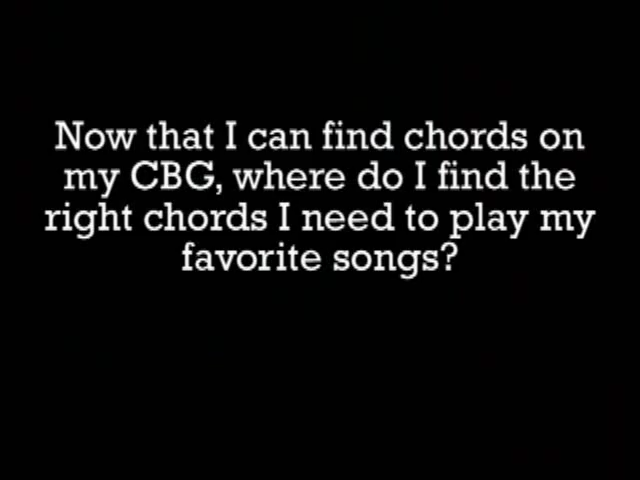 Now that I can find chords on
my CBG, where do I find the
right chords I need to play my
favorite songs?